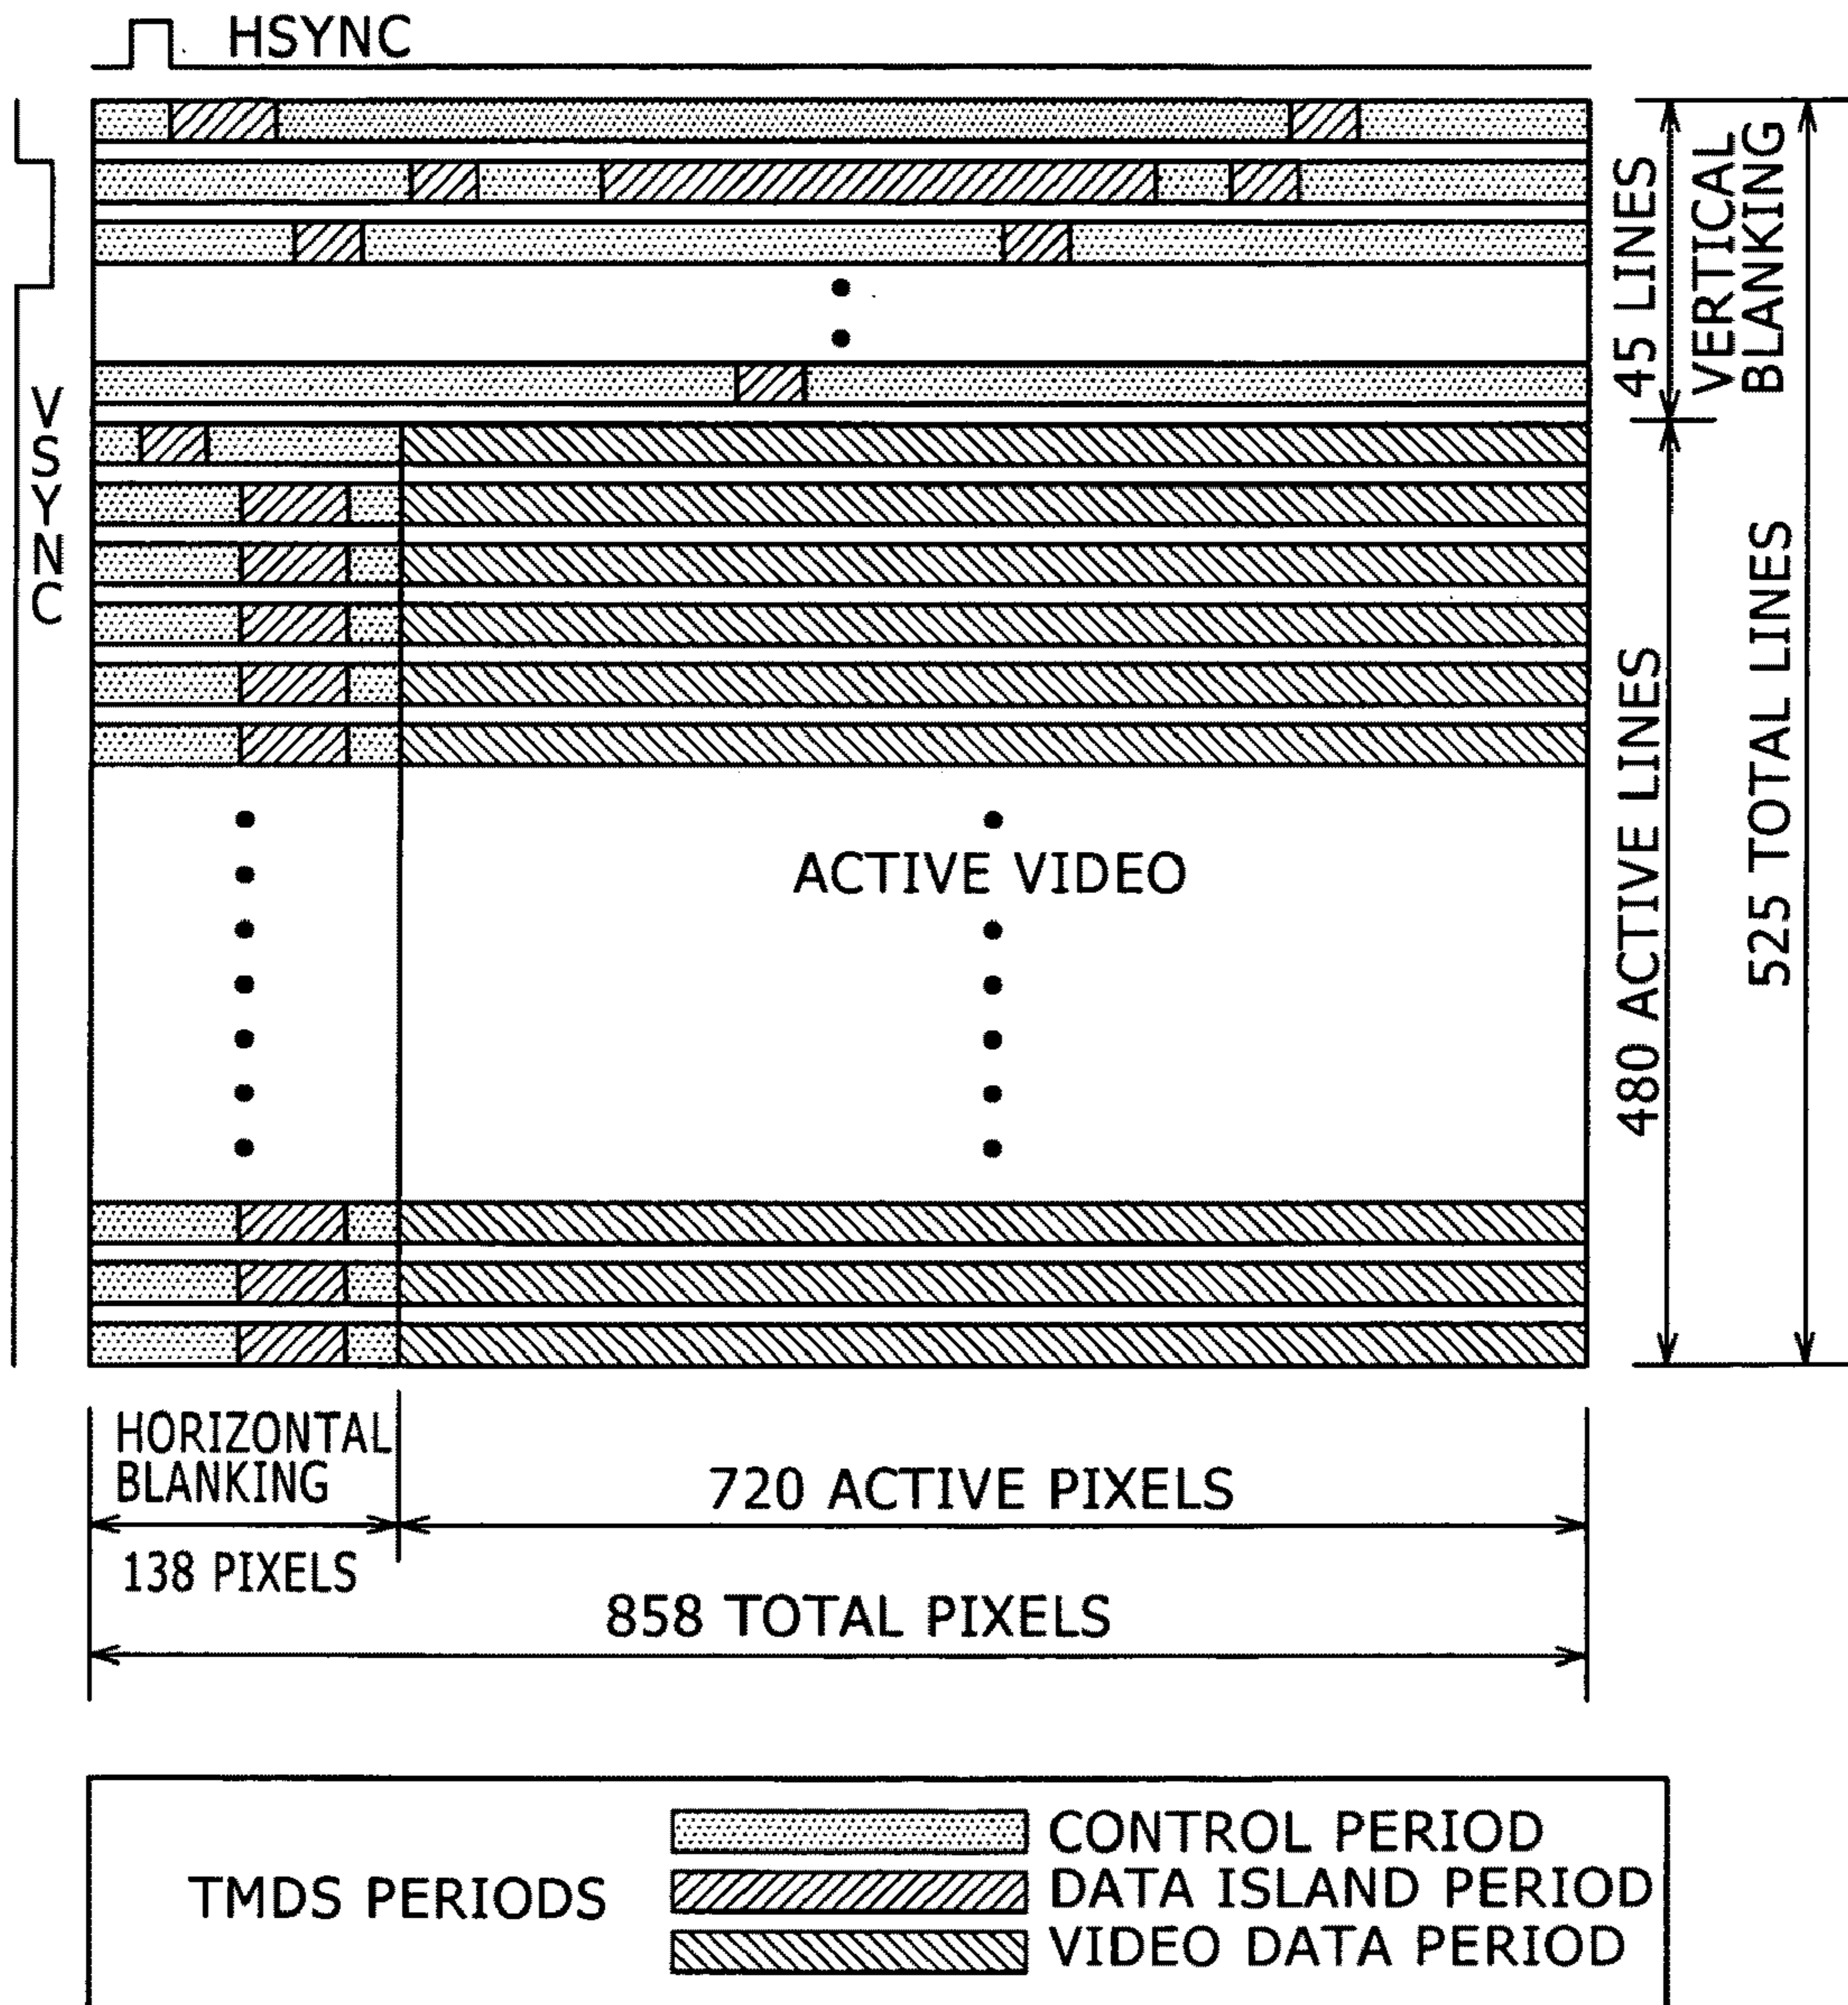 HSYNC
VSYNC
45 LINES
VERTICAL
BLANKING
480 ACTIVE LINES
525 TOTAL LINES
ACTIVE VIDEO
HORIZONTAL
BLANKING
138 PIXELS
720 ACTIVE PIXELS
858 TOTAL PIXELS
TMDS PERIODS
CONTROL PERIOD
DATA ISLAND PERIOD
VIDEO DATA PERIOD